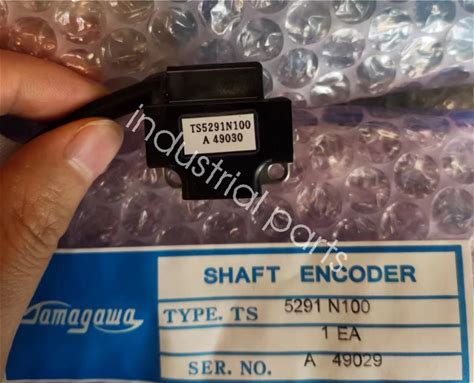 TS5291N100
A 49030
industrial parts
SHAFT ENCODER
Tamagawa
TYPE. TS 5291 N100
1 EA
SER. NO. A 49029